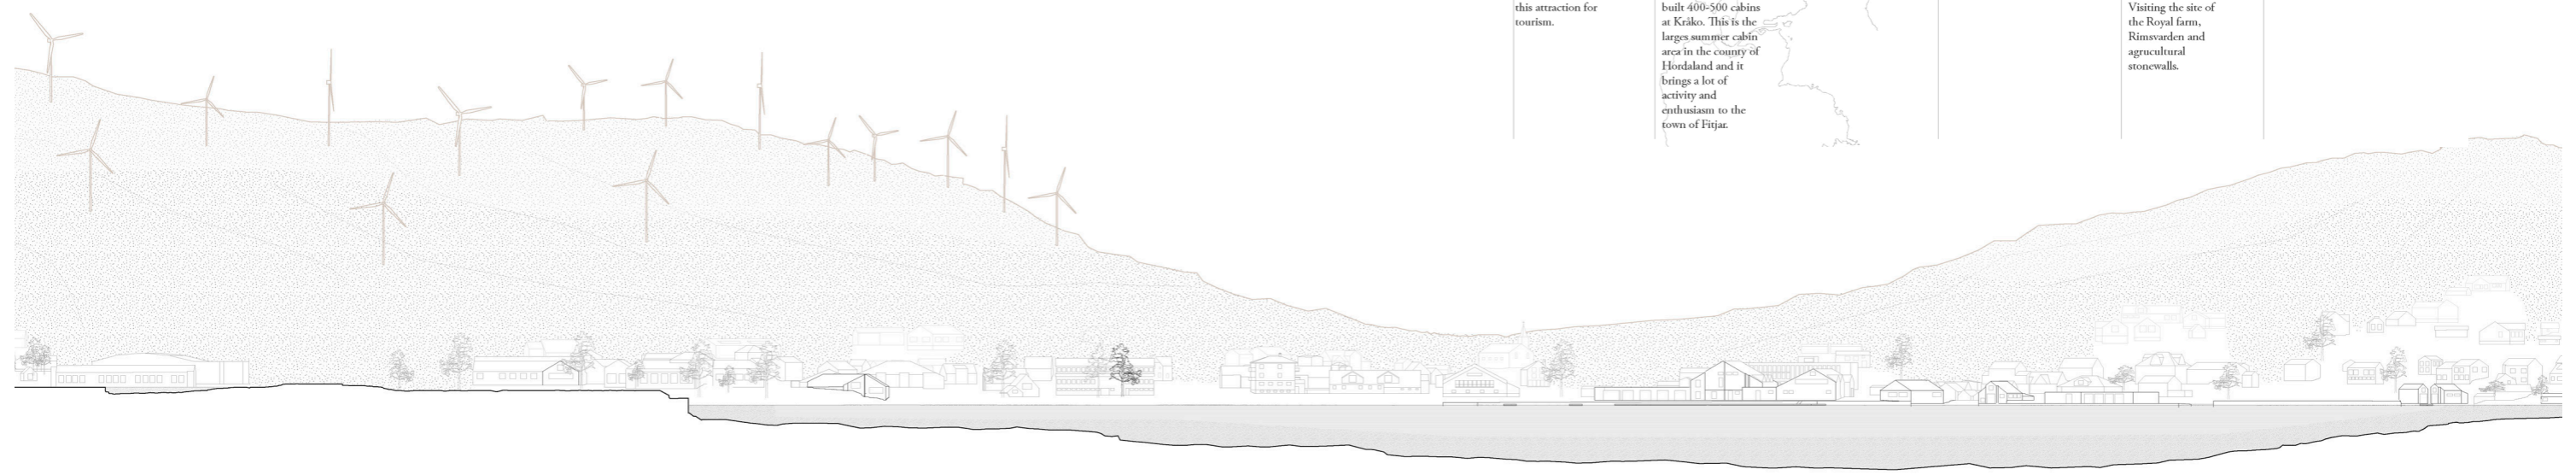 this attraction for
tourism.
built 400-500 cabins
at Kråko. This is the
larges summer cabin
area in the county of
Hordaland and it
brings a lot of
activity and
enthusiasm to the
town of Fitjar.
Visiting the site of
the Royal farm,
Rimsvarden and
agrucultural
stonewalls.